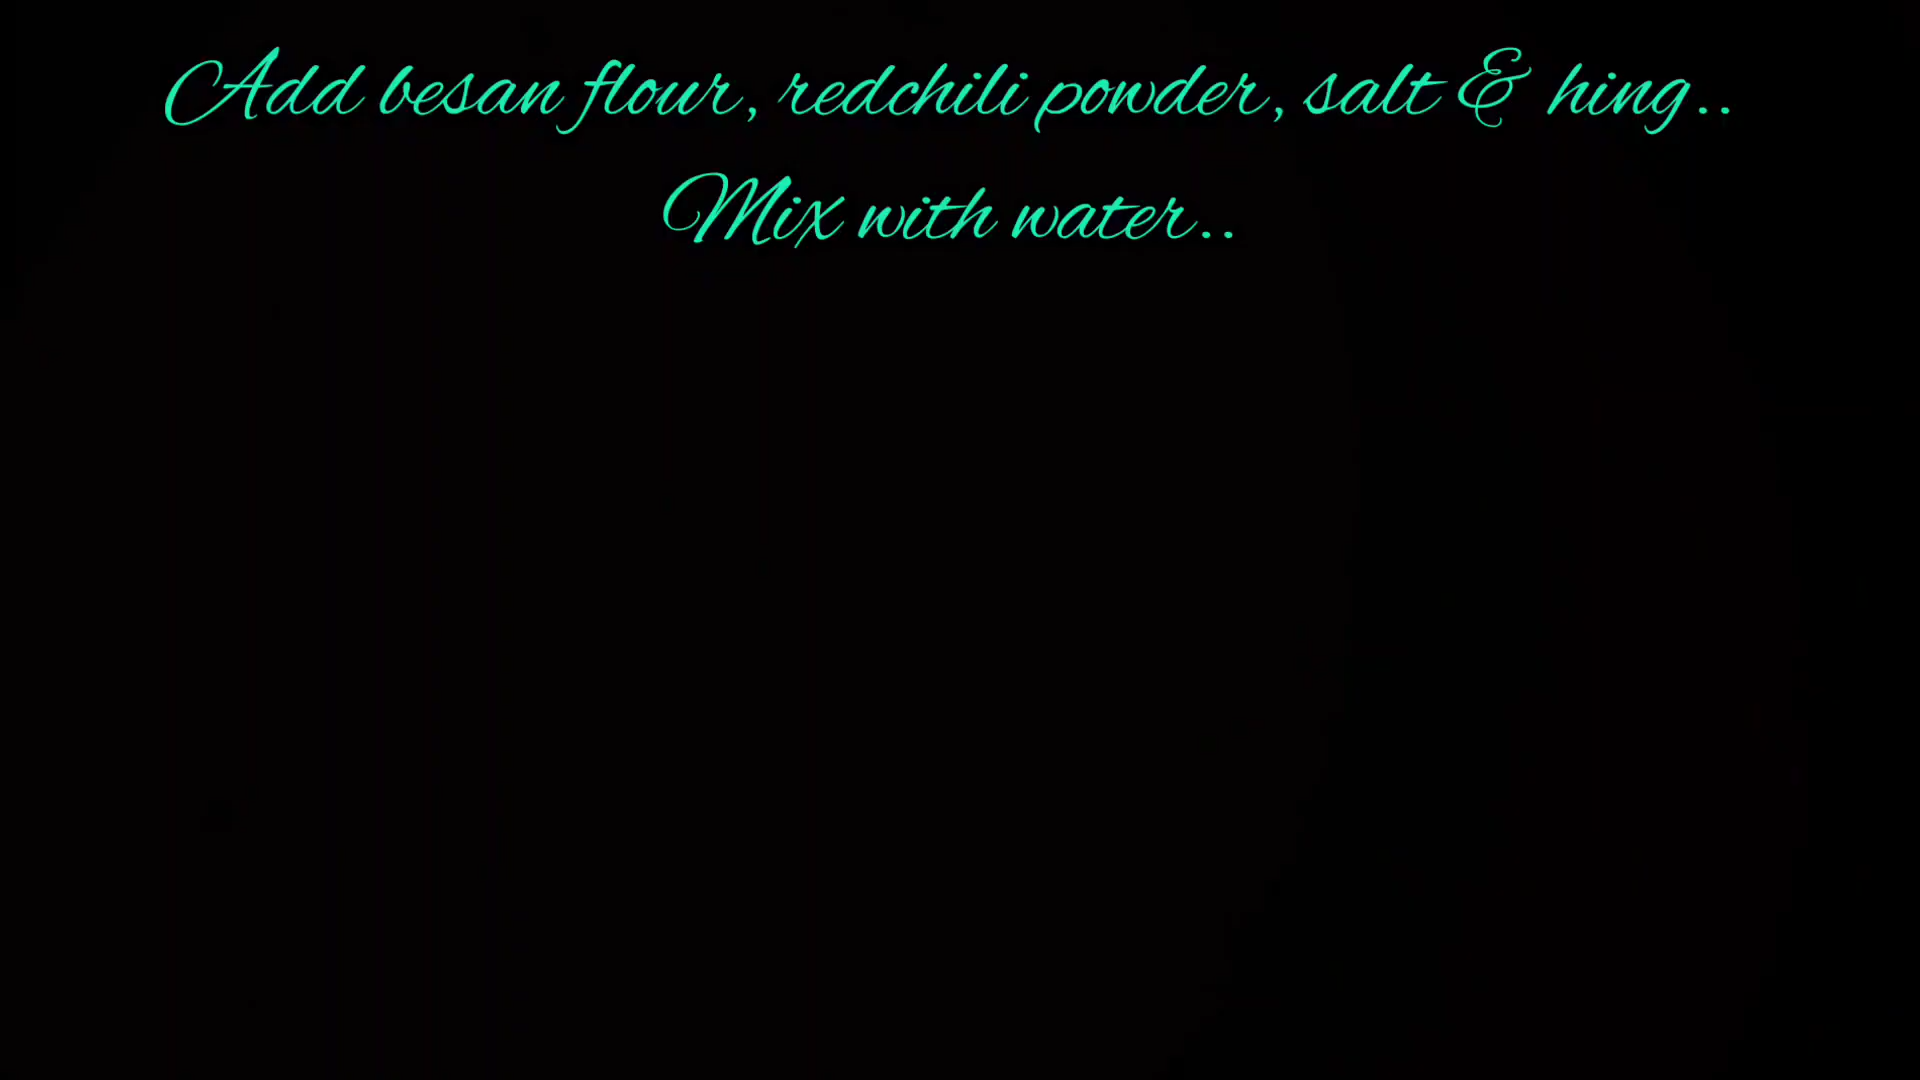 Add besan flour, redchili powder, salt & hing..
Mix with water..